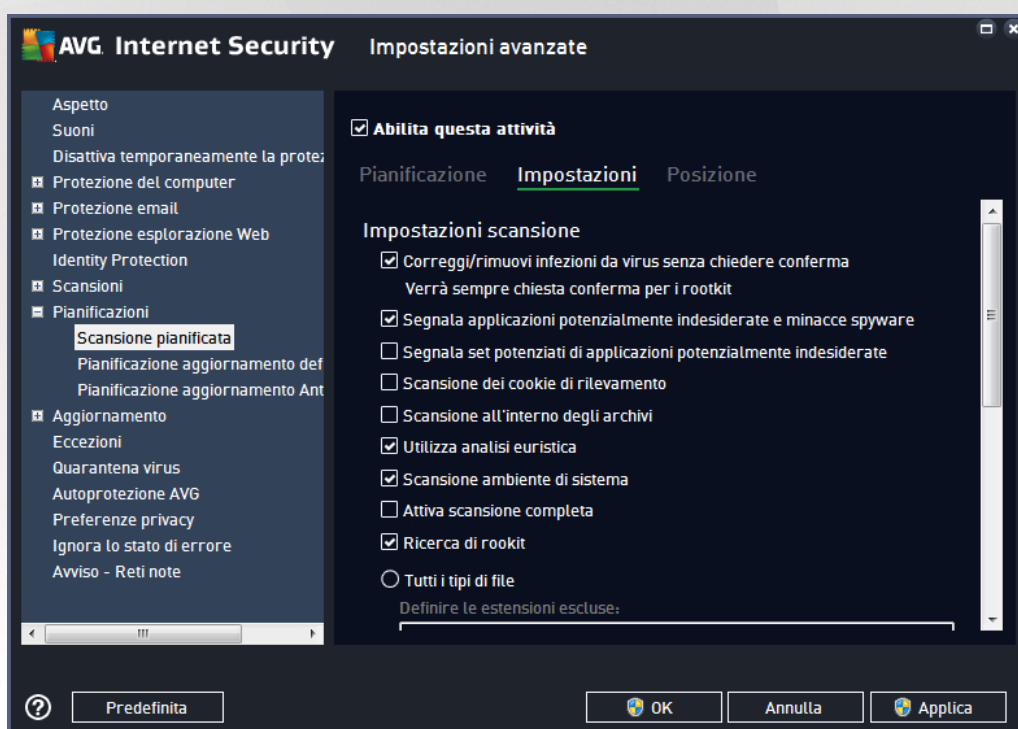 AVG. Internet Security Impostazioni avanzate
Aspetto
Suoni
Disattiva temporaneamente la protez
Protezione del computer
Protezione email
Protezione esplorazione Web
Identity Protection
Scansioni
Pianificazioni
Scansione pianificata
Pianificazione aggiornamento def
Pianificazione aggiornamento Ant
Aggiornamento
Eccezioni
Quarantena virus
Autoprotezione AVG
Preferenze privacy
Ignora lo stato di errore
Avviso - Reti note
Abilita questa attività
Pianificazione Impostazioni Posizione
Impostazioni scansione
Correggi/rimuovi infezioni da virus senza chiedere conferma
Verrà sempre chiesta conferma per i rootkit
Segnala applicazioni potenzialmente indesiderate e minacce spyware
Segnala set potenziati di applicazioni potenzialmente indesiderate
Scansione dei cookie di rilevamento
Scansione all'interno degli archivi
Utilizza analisi euristica
Scansione ambiente di sistema
Attiva scansione completa
Ricerca di rookit
Tutti i tipi di file
Definire le estensioni escluse:
Predefinita OK Annulla Applica